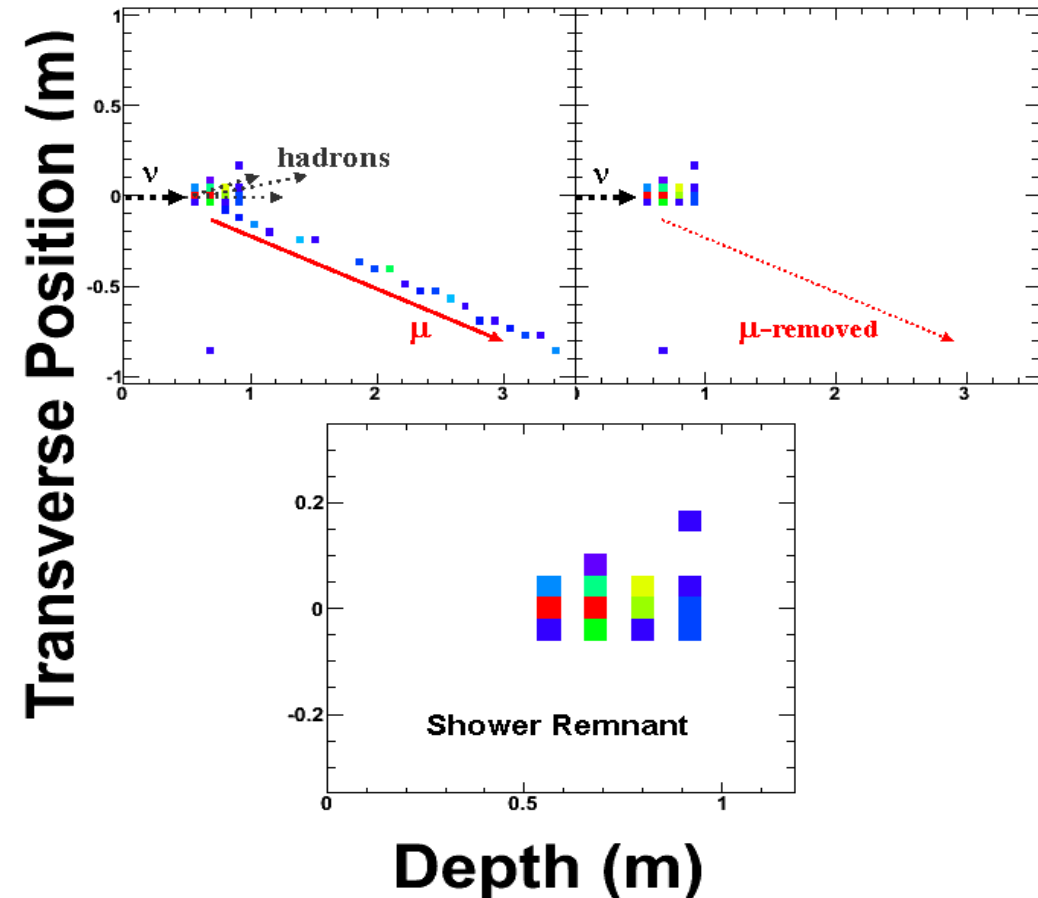 Transverse Position (m)
1
0.5
0
-0.5
-1
ν
hadrons
μ
0
1
2
3
ν
μ-removed
1
2
3
0.2
0
-0.2
Shower Remnant
0
0.5
1
Depth (m)